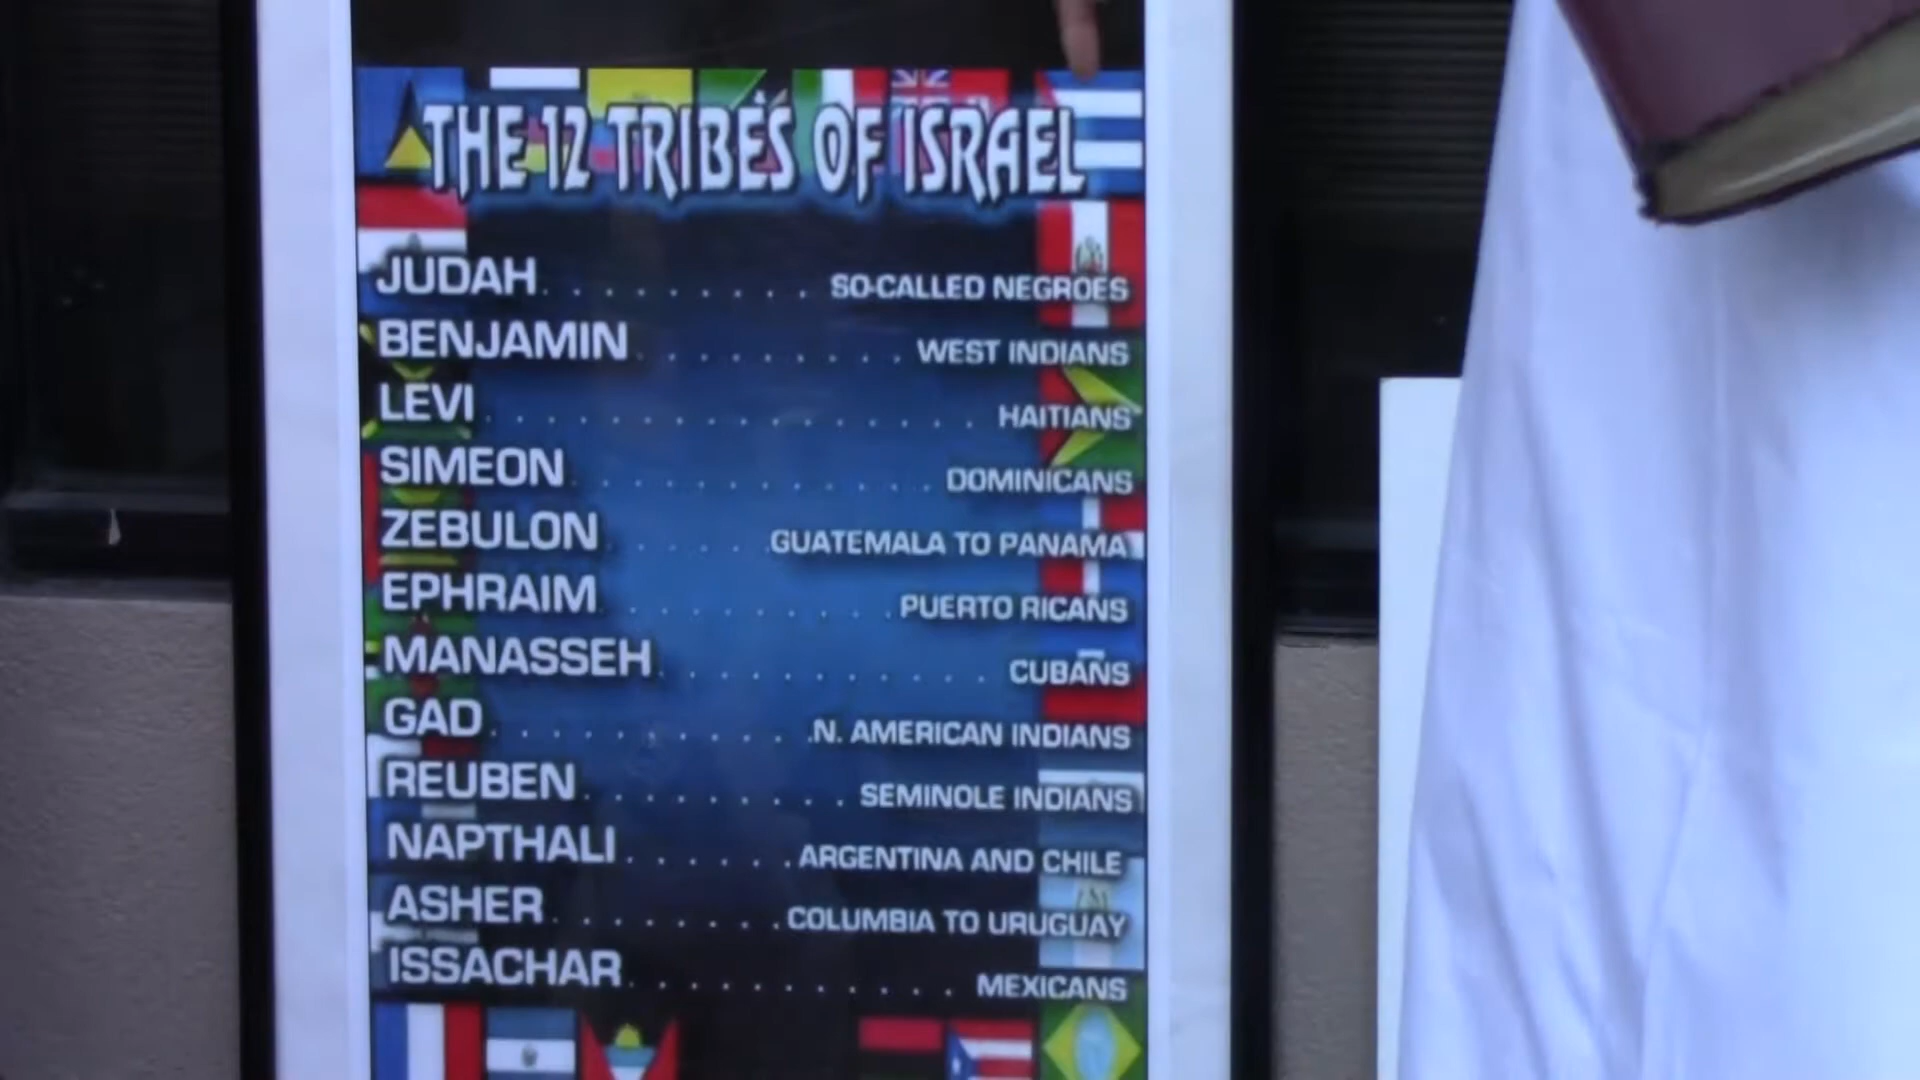 THE 12 TRIBES OF ISRAEL
JUDAH. . . . . . . . . . SO-CALLED NEGROES
BENJAMIN. . . . . . . . . WEST INDIANS
LEVI . . . . . . . . . . . . . HAITIANS
SIMEON. . . . . . . . . . . . DOMINICANS
ZEBULON. . . . . .GUATEMALA TO PANAMA
EPHRAIM. . . . . . . . . . PUERTO RICANS
MANASSEH. . . . . . . . . . . CUBANS
GAD . . . . . . . . . . .N. AMERICAN INDIANS
REUBEN. . . . . . . . . SEMINOLE INDIANS
NAPTHALI . . . . . . ARGENTINA AND CHILE
ASHER. . . . . . . . COLUMBIA TO URUGUAY
ISSACHAR. . . . . . . . . . . MEXICANS